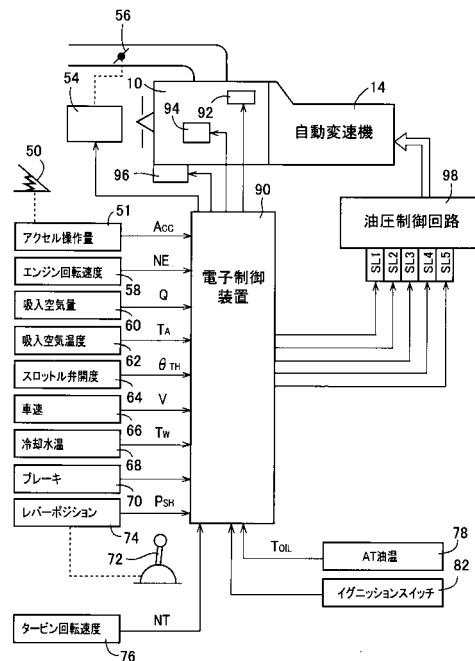 56
54
10
92
94
14
自動変速機
96
50
90
98
油圧制御回路
SL1
SL2
SL3
SL4
SL5
電子制御
装置
51
アクセル操作量
Acc
エンジン回転速度
NE
58
吸入空気量
Q
60
吸入空気温度
TA
62
スロットル弁開度
θTH
64
車速
V
66
冷却水温
Tw
68
ブレーキ
70
レバーポジション
PSH
74
72
TOIL
78
AT油温
82
イグニッションスイッチ
タービン回転速度
NT
76